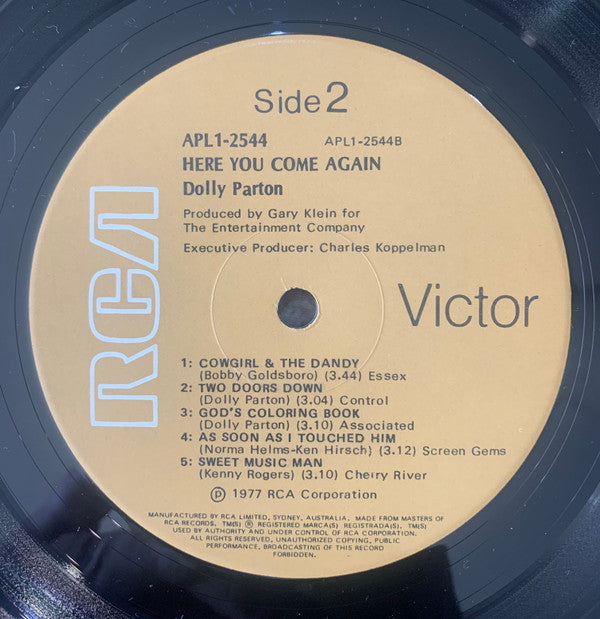 Side 2
APL1-2544 APL1-2544B
HERE YOU COME AGAIN
Dolly Parton
Produced by Gary Klein for
The Entertainment Company
Executive Producer: Charles Koppelman
RCA
Victor
1: COWGIRL & THE DANDY
(Bobby Goldsboro) (3.44) Essex
2: TWO DOORS DOWN
(Dolly Parton) (3.04) Control
3: GOD'S COLORING BOOK
(Dolly Parton) (3.10) Associated
4: AS SOON AS I TOUCHED HIM
(Norma Helms-Ken Hirsch) (3.12) Screen Gems
5: SWEET MUSIC MAN
(Kenny Rogers) (3.10) Cherry River
Ⓟ 1977 RCA Corporation
MANUFACTURED BY RCA LIMITED, SYDNEY, AUSTRALIA. MADE FROM MASTERS OF
RCA RECORDS. TM(S) ® REGISTERED MARCA(S) REGISTRADA(S). TM(S)
USED BY AUTHORITY AND UNDER CONTROL OF RCA CORPORATION.
ALL RIGHTS RESERVED. UNAUTHORIZED COPYING, PUBLIC
PERFORMANCE, BROADCASTING OF THIS RECORD
FORBIDDEN.